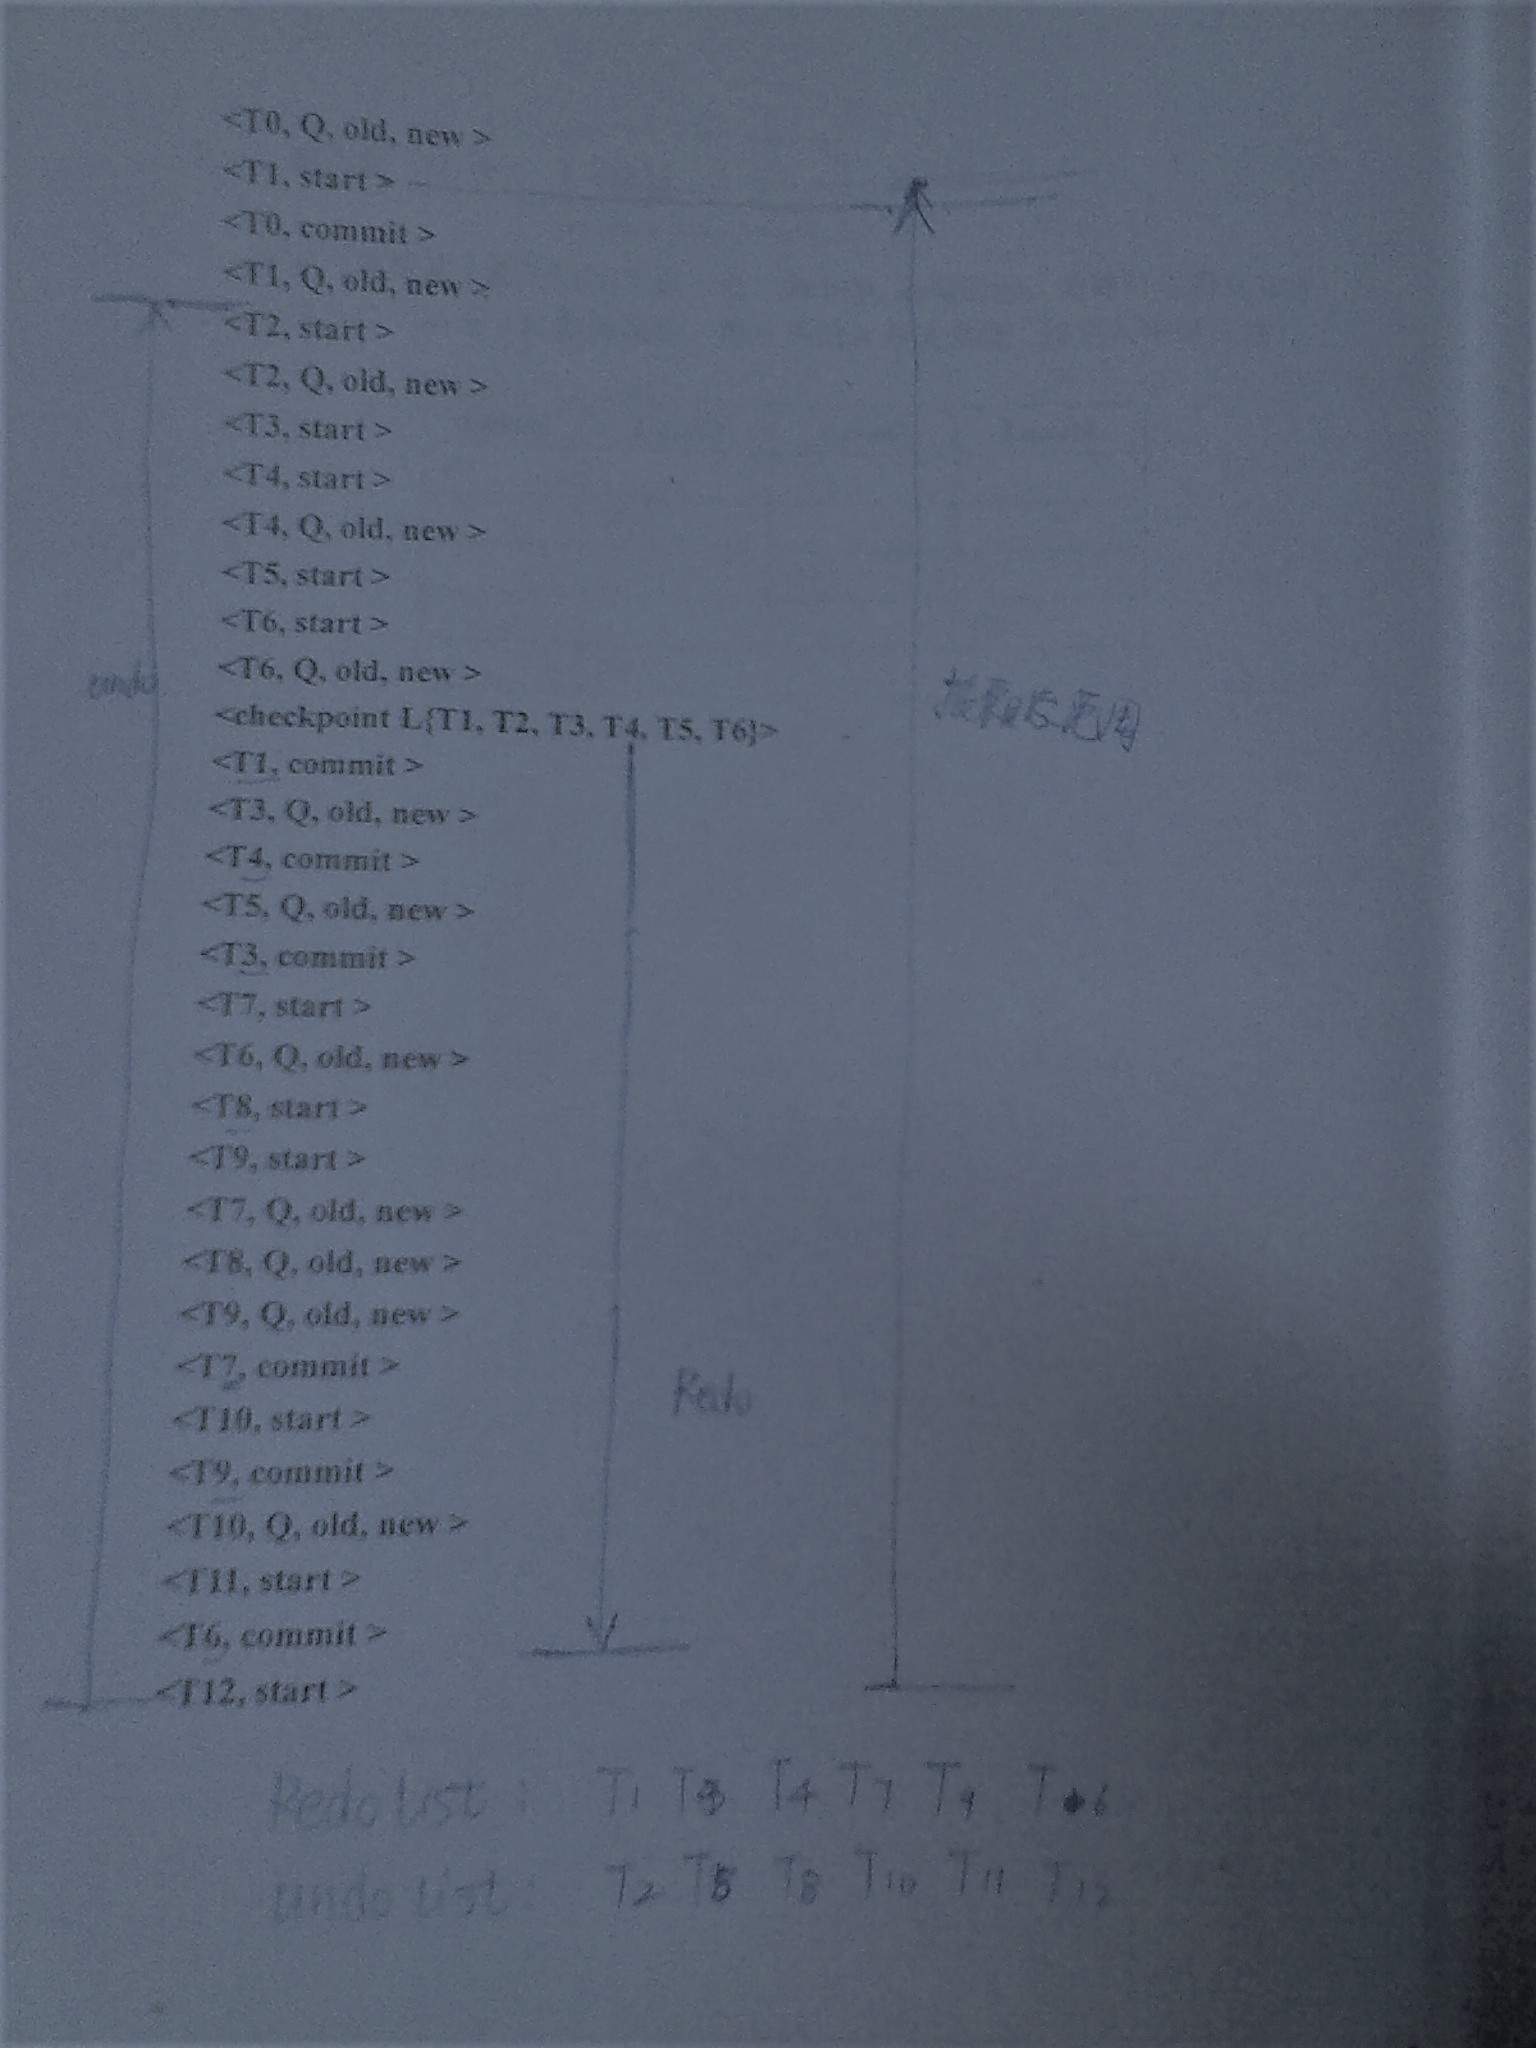 <T0, Q, old, new >
<T1, start >
<T0, commit >
<T1, Q, old, new >
<T2, start >
<T2, Q, old, new >
<T3, start >
<T4, start >
<T4, Q, old, new >
<T5, start >
<T6, start >
<T6, Q, old, new >
undo
<checkpoint L{T1, T2, T3, T4, T5, T6}>
<T1, commit >
<T3, Q, old, new >
<T4, commit >
<T5, Q, old, new >
<T3, commit >
<T7, start >
<T6, Q, old, new >
<T8, start >
<T9, start >
<T7, Q, old, new >
<T8, Q, old, new >
<T9, Q, old, new >
<T7, commit >
Redo
<T10, start >
<T9, commit >
<T10, Q, old, new >
<T11, start >
<T6, commit >
<T12, start >
Redo List : T1 T3 T4 T7 T9 T6
undo List : T2 T5 T8 T10 T11 T12